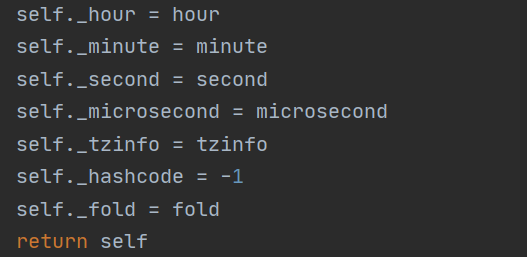 self._hour = hour
self._minute = minute
self._second = second
self._microsecond = microsecond
self._tzinfo = tzinfo
self._hashcode = -1
self._fold = fold
return self